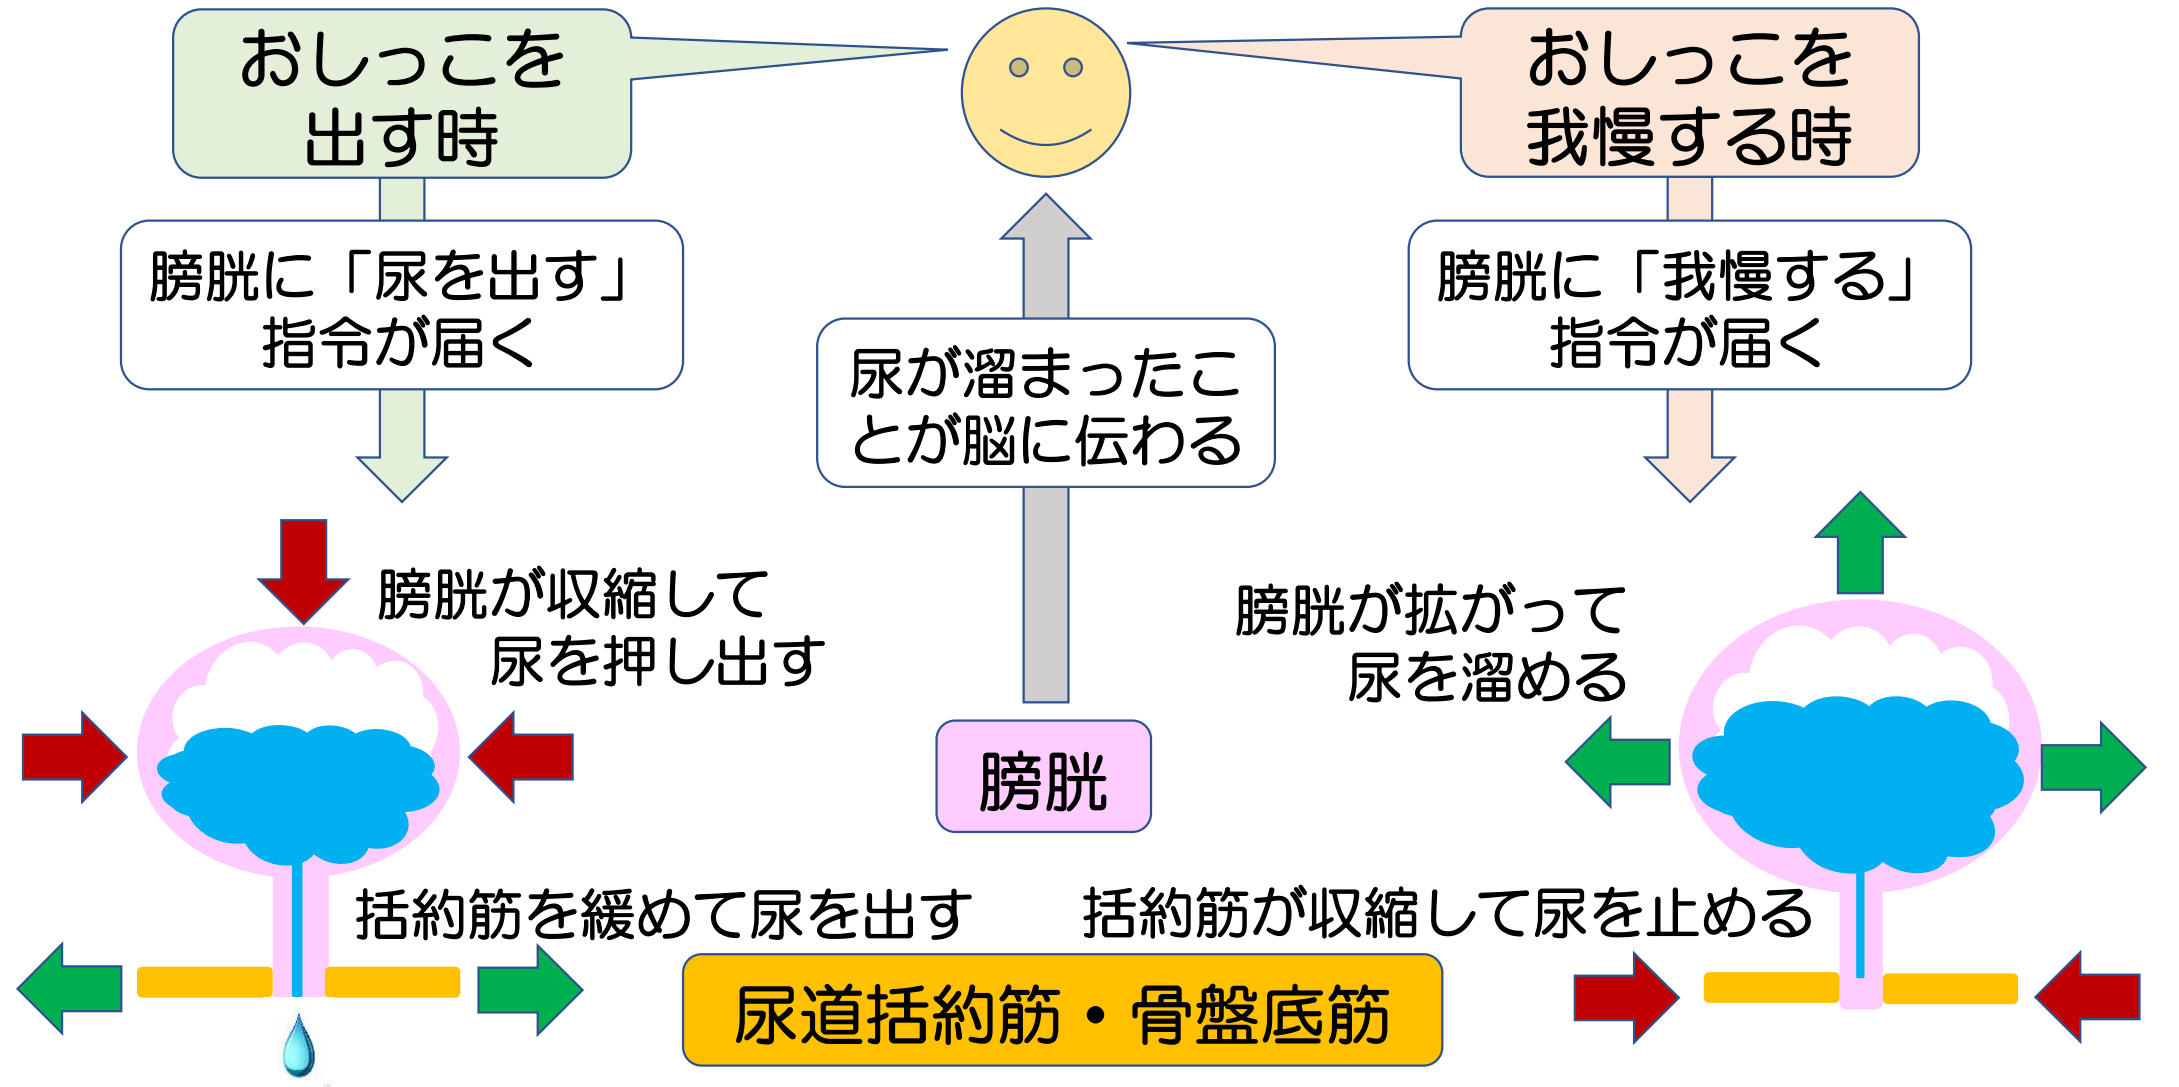 おしっこを
出す時
膀胱に「尿を出す」
指令が届く
膀胱が収縮して
尿を押し出す
括約筋を緩めて尿を出す
尿が溜まったこ
とが脳に伝わる
膀胱
尿道括約筋・骨盤底筋
おしっこを
我慢する時
膀胱に「我慢する」
指令が届く
膀胱が拡がって
尿を溜める
括約筋が収縮して尿を止める